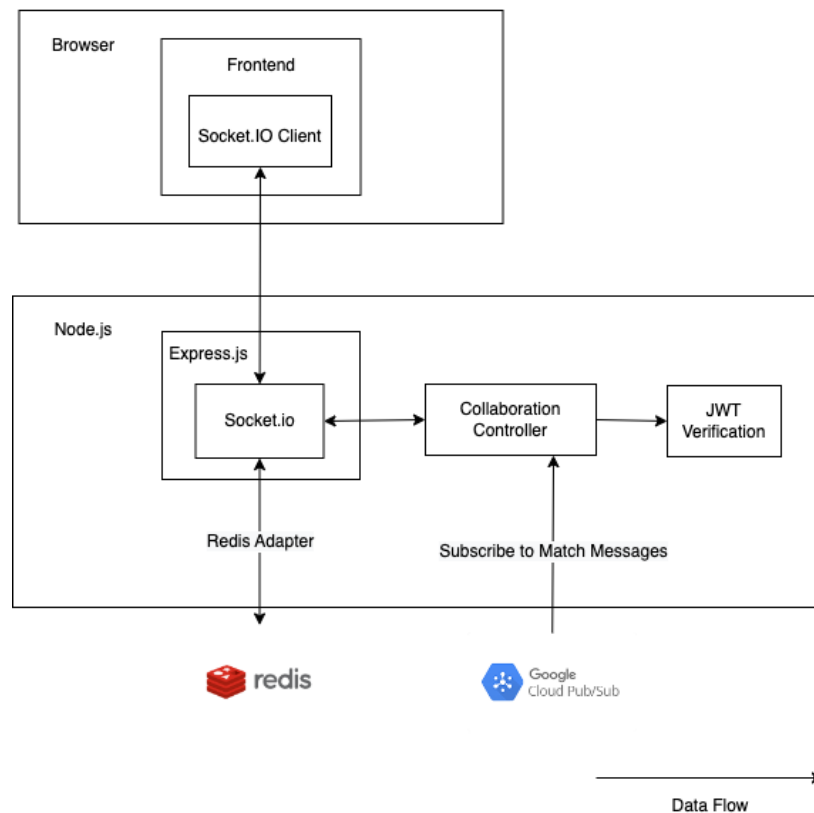 Browser
Frontend
Socket.IO Client
Node.js
Express.js
Socket.io
Collaboration
Controller
JWT
Verification
Redis Adapter
Subscribe to Match Messages
redis
Google
Cloud Pub/Sub
Data Flow